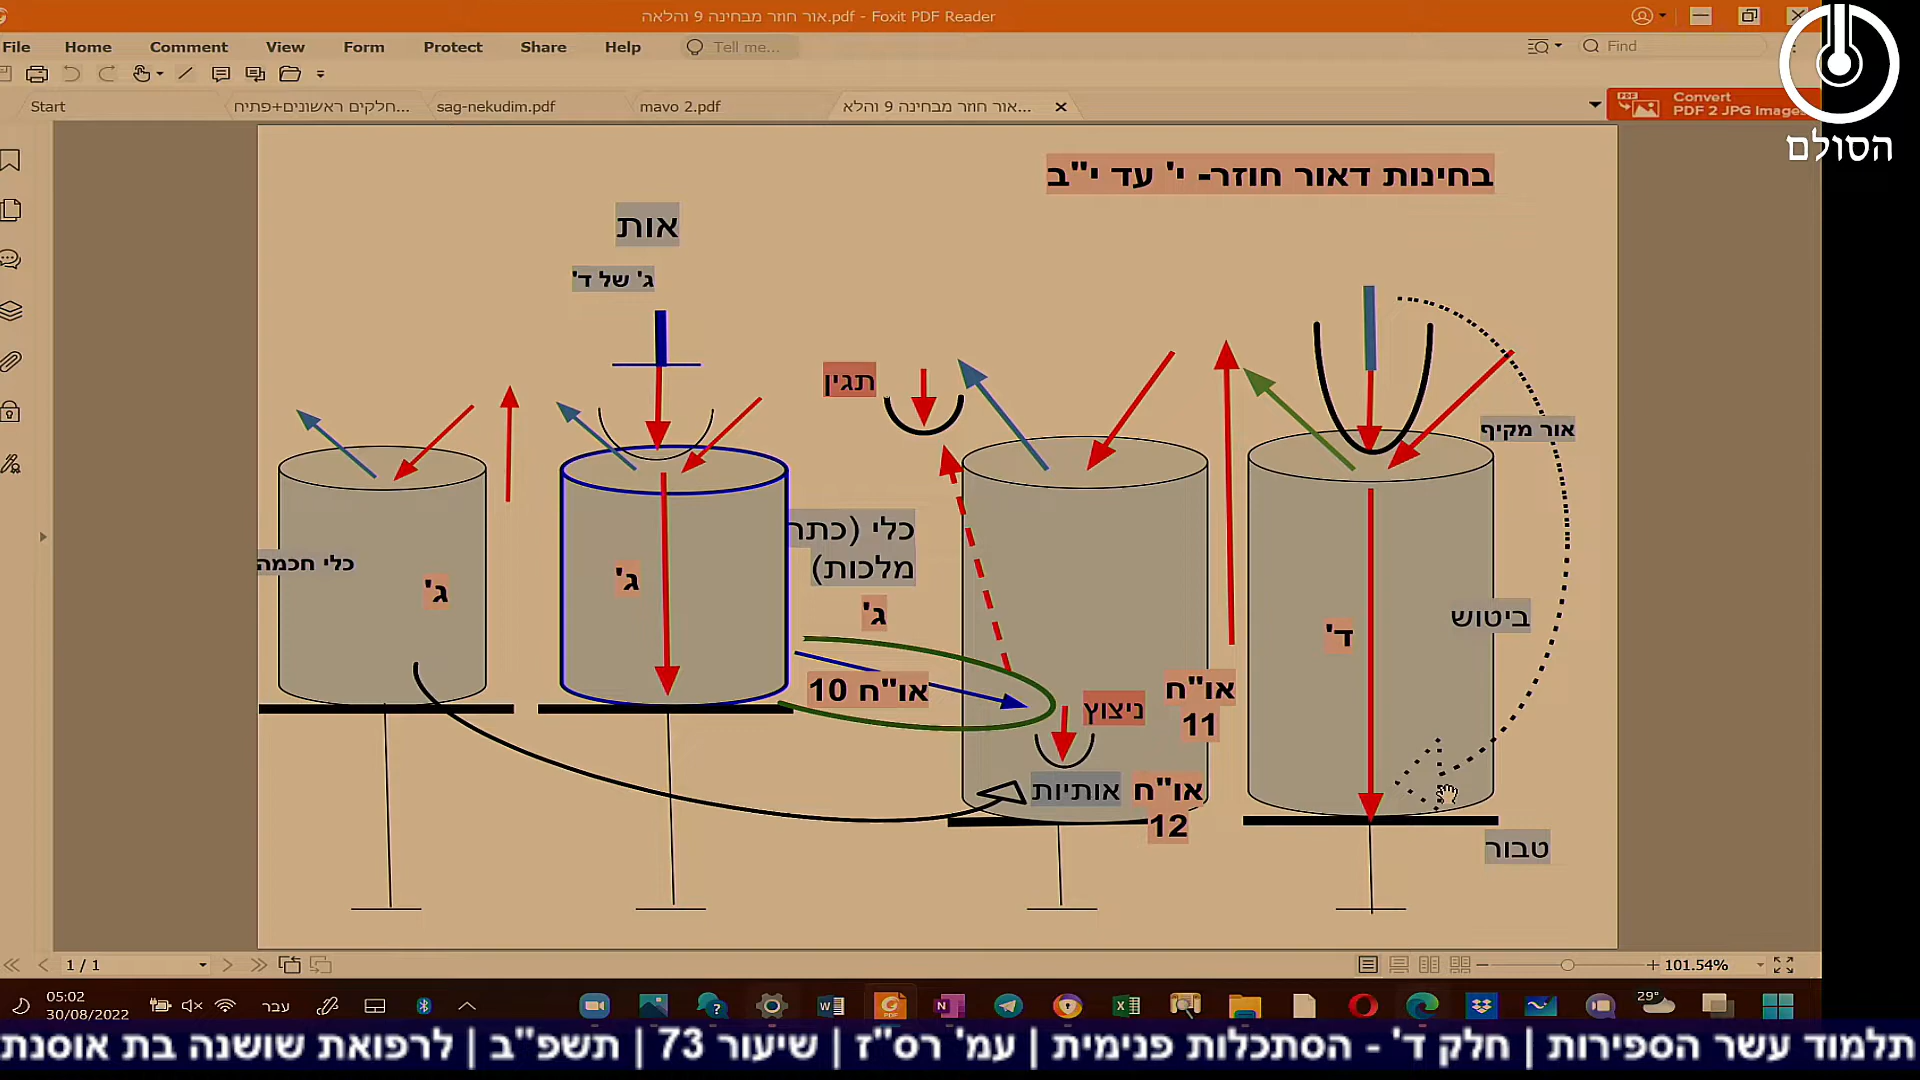 אור חוזר מבחינה 9 והלאה.pdf - Foxit PDF Reader
File Home Comment View Form Protect Share Help Tell me... Find
Start חלקים ראשונים+פתיח... sag-nekudim.pdf mavo 2.pdf אור חוזר מבחינה 9 והלא... Convert
PDF 2 JPG Images
הסולם
בחינות דאור חוזר- י' עד י"ב
אות
ג' של ד'
תגין
אור מקיף
כלי (כתר
מלכות)
כלי חכמה
ג'
ג'
ג'
ד'
ביטוש
או"ח 10
ניצוץ
או"ח
11
אותיות
או"ח
12
טבור
1 / 1
101.54%
05:02
30/08/2022
עבר
29°
תלמוד עשר הספירות | חלק ד' - הסתכלות פנימית | עמ' רס"ז | שיעור 73 | תשפ"ב | לרפואת שושנה בת אוסנת